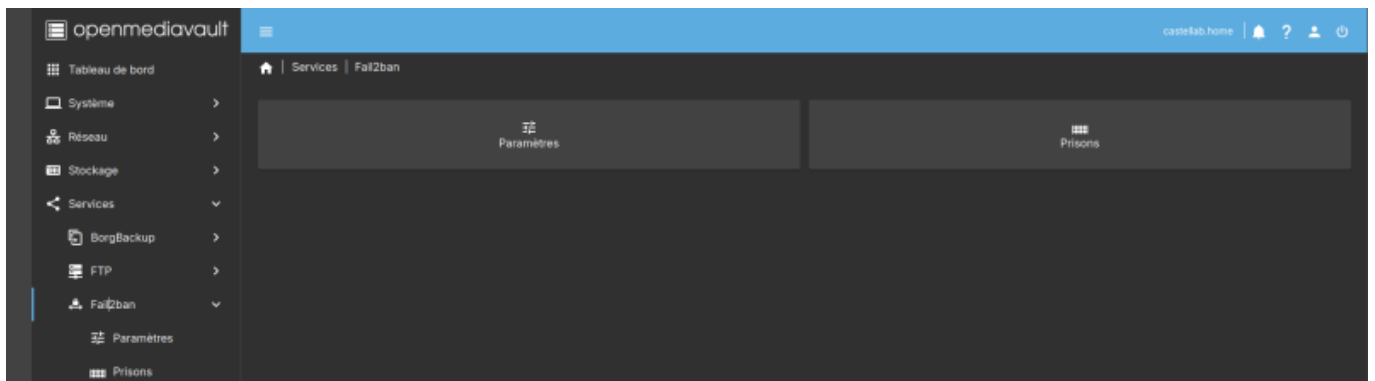 openmediavault
castellab.home
?
Tableau de bord
Services | Fail2ban
Système
Réseau
Paramètres
Prisons
Stockage
Services
BorgBackup
FTP
Fail2ban
Paramètres
Prisons